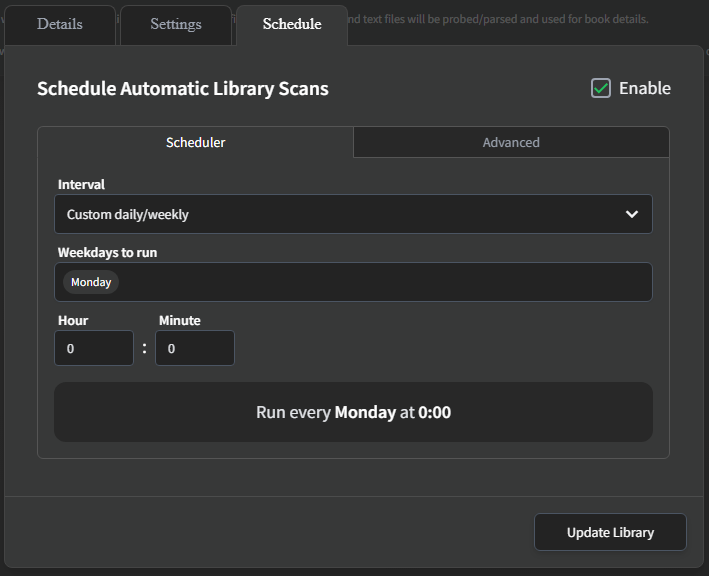 Details
Settings
Schedule
nd text files will be probed/parsed and used for book details.
Schedule Automatic Library Scans
Enable
Scheduler
Advanced
Interval
Custom daily/weekly
Weekdays to run
Monday
Hour
Minute
0 : 0
Run every Monday at 0:00
Update Library